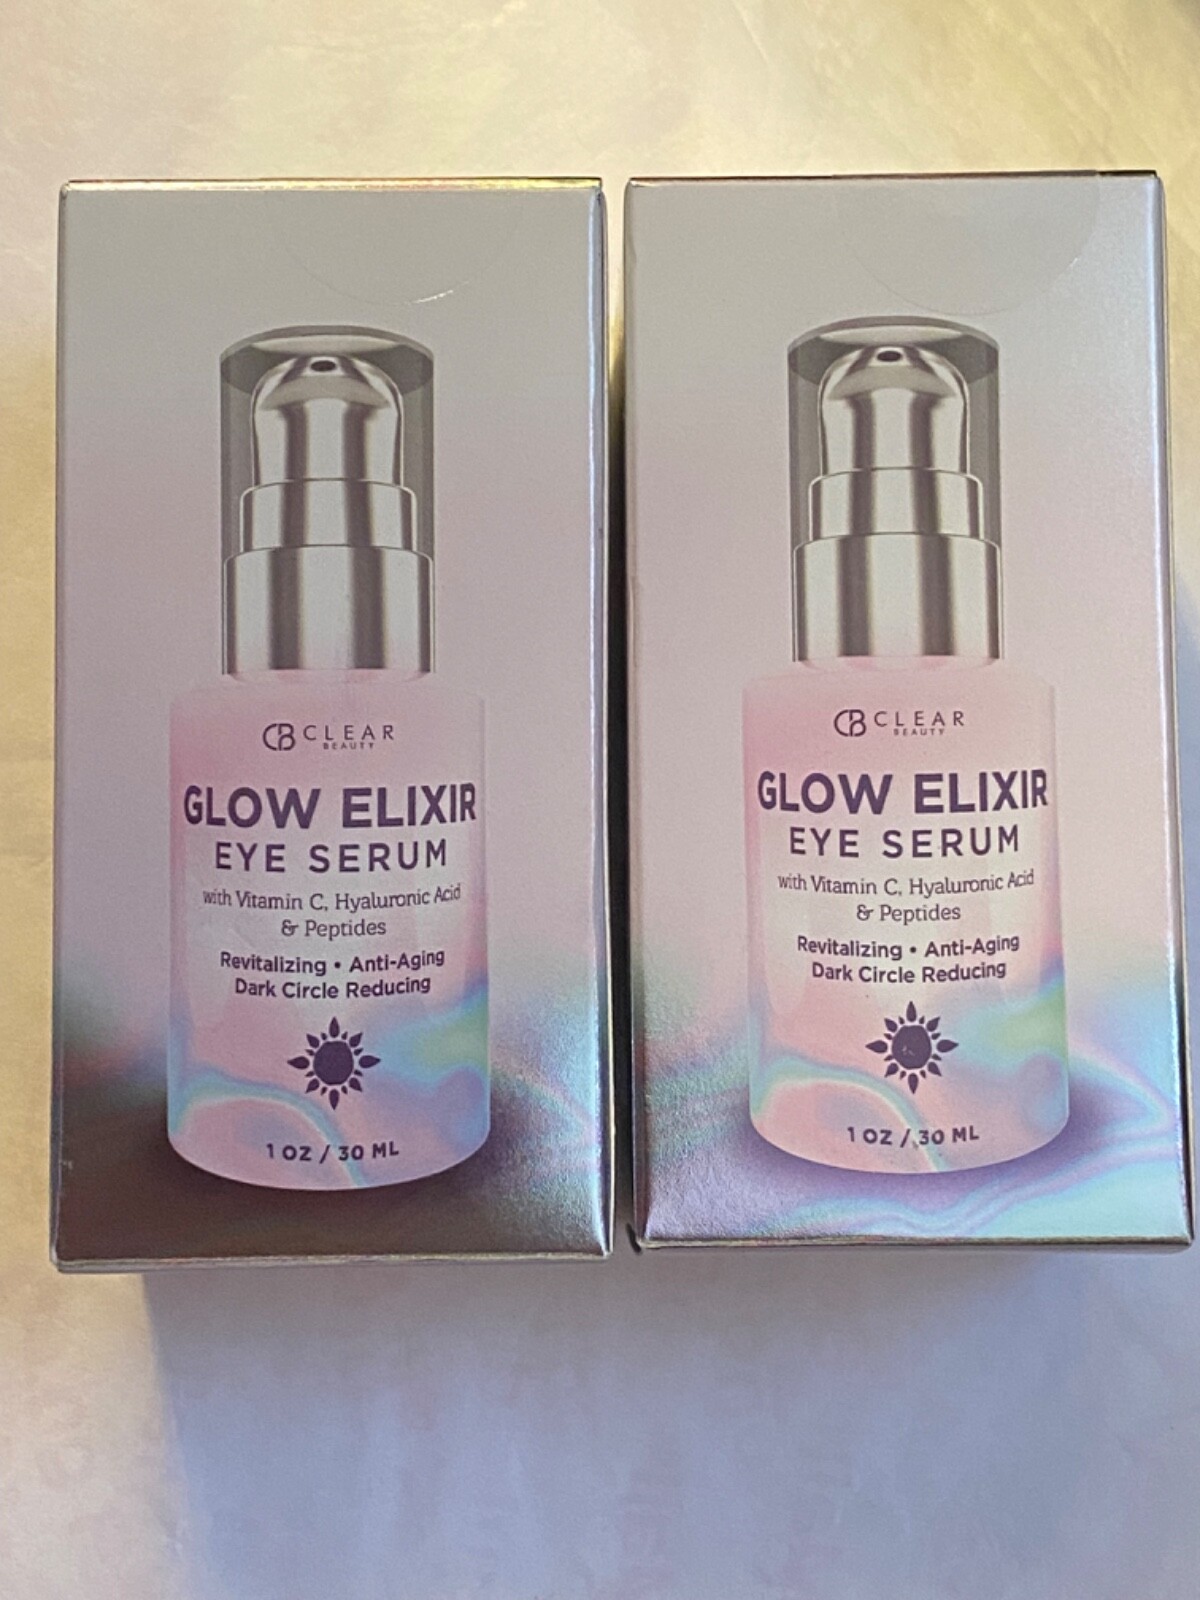 CB CLEAR
BEAUTY
GLOW ELIXIR
EYE SERUM
with Vitamin C, Hyaluronic Acid
& Peptides
Revitalizing • Anti-Aging
Dark Circle Reducing
1 OZ / 30 ML
CB CLEAR
BEAUTY
GLOW ELIXIR
EYE SERUM
with Vitamin C, Hyaluronic Acid
& Peptides
Revitalizing • Anti-Aging
Dark Circle Reducing
1 OZ / 30 ML